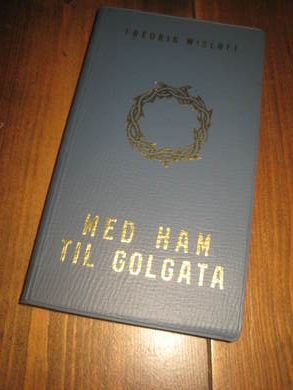 FREDRIK WISLØFF
MED HAM
TIL GOLGATA